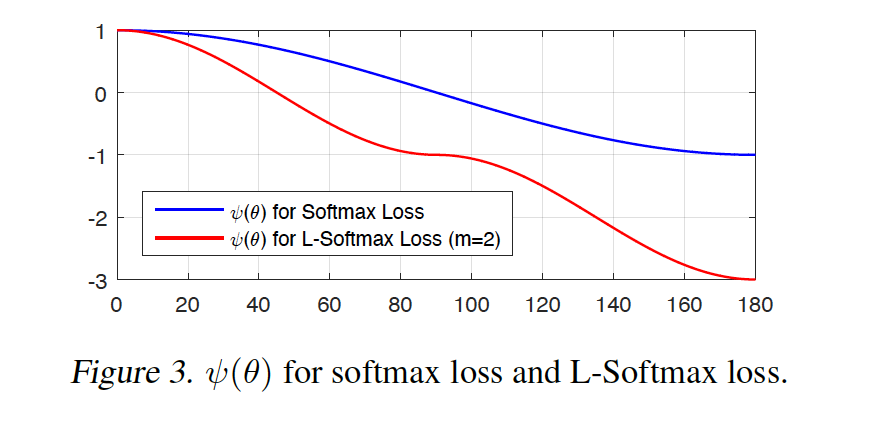 1
0
-1
-2
-3
ψ(θ) for Softmax Loss
ψ(θ) for L-Softmax Loss (m=2)
0 20 40 60 80 100 120 140 160 180
Figure 3. ψ(θ) for softmax loss and L-Softmax loss.